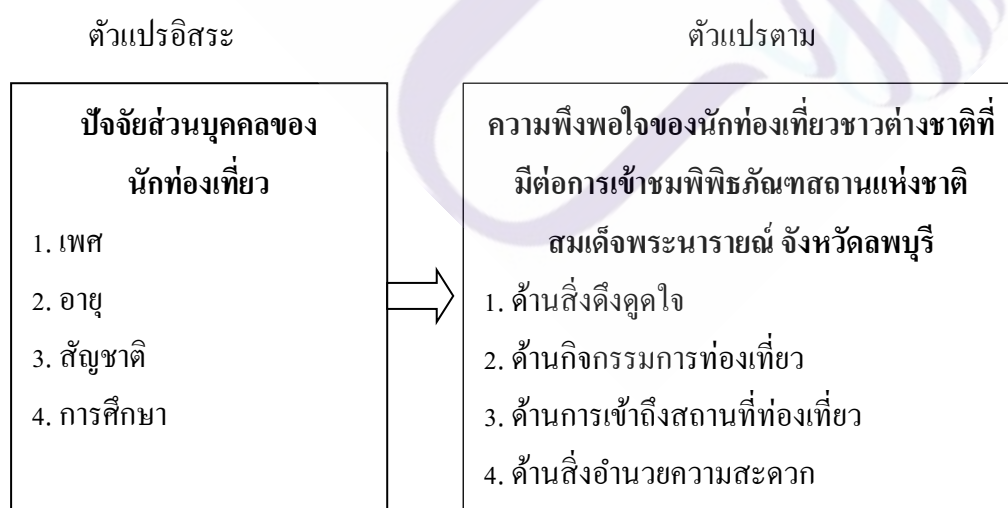 ตัวแปรอิสระ
ตัวแปรตาม
ปัจจัยส่วนบุคคลของ
นักท่องเที่ยว
1. เพศ
2. อายุ
3. สัญชาติ
4. การศึกษา
ความพึงพอใจของนักท่องเที่ยวชาวต่างชาติที่
มีต่อการเข้าชมพิพิธภัณฑสถานแห่งชาติ
สมเด็จพระนารายณ์ จังหวัดลพบุรี
1. ด้านสิ่งดึงดูดใจ
2. ด้านกิจกรรมการท่องเที่ยว
3. ด้านการเข้าถึงสถานที่ท่องเที่ยว
4. ด้านสิ่งอำนวยความสะดวก